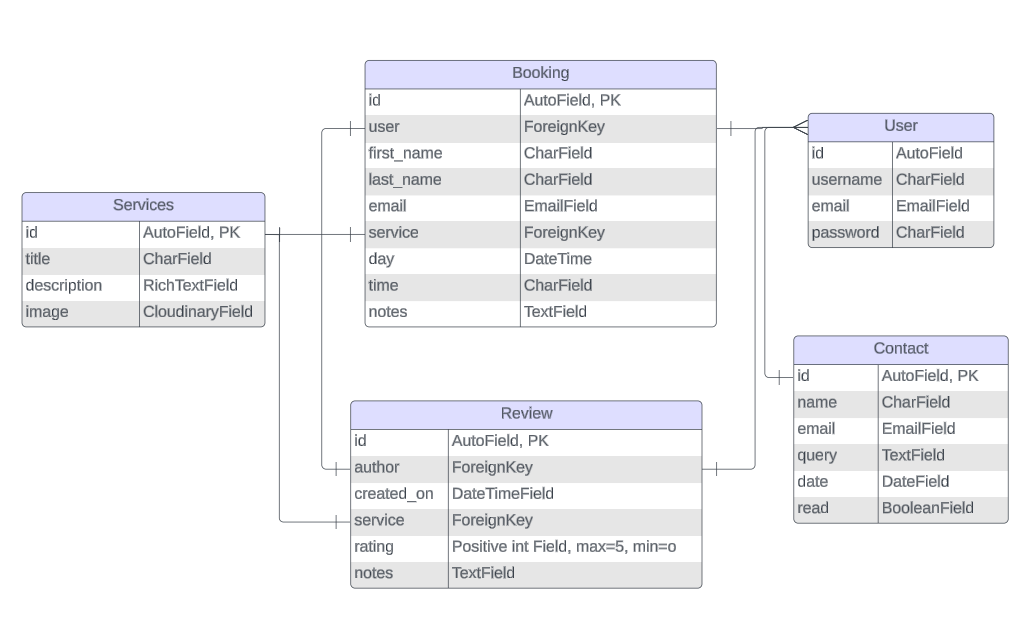 Booking
id AutoField, PK
user ForeignKey
first_name CharField
last_name CharField
email EmailField
service ForeignKey
day DateTime
time CharField
notes TextField
User
id AutoField
username CharField
email EmailField
password CharField
Services
id AutoField, PK
title CharField
description RichTextField
image CloudinaryField
Contact
id AutoField, PK
name CharField
email EmailField
query TextField
date DateField
read BooleanField
Review
id AutoField, PK
author ForeignKey
created_on DateTimeField
service ForeignKey
rating Positive int Field, max=5, min=o
notes TextField